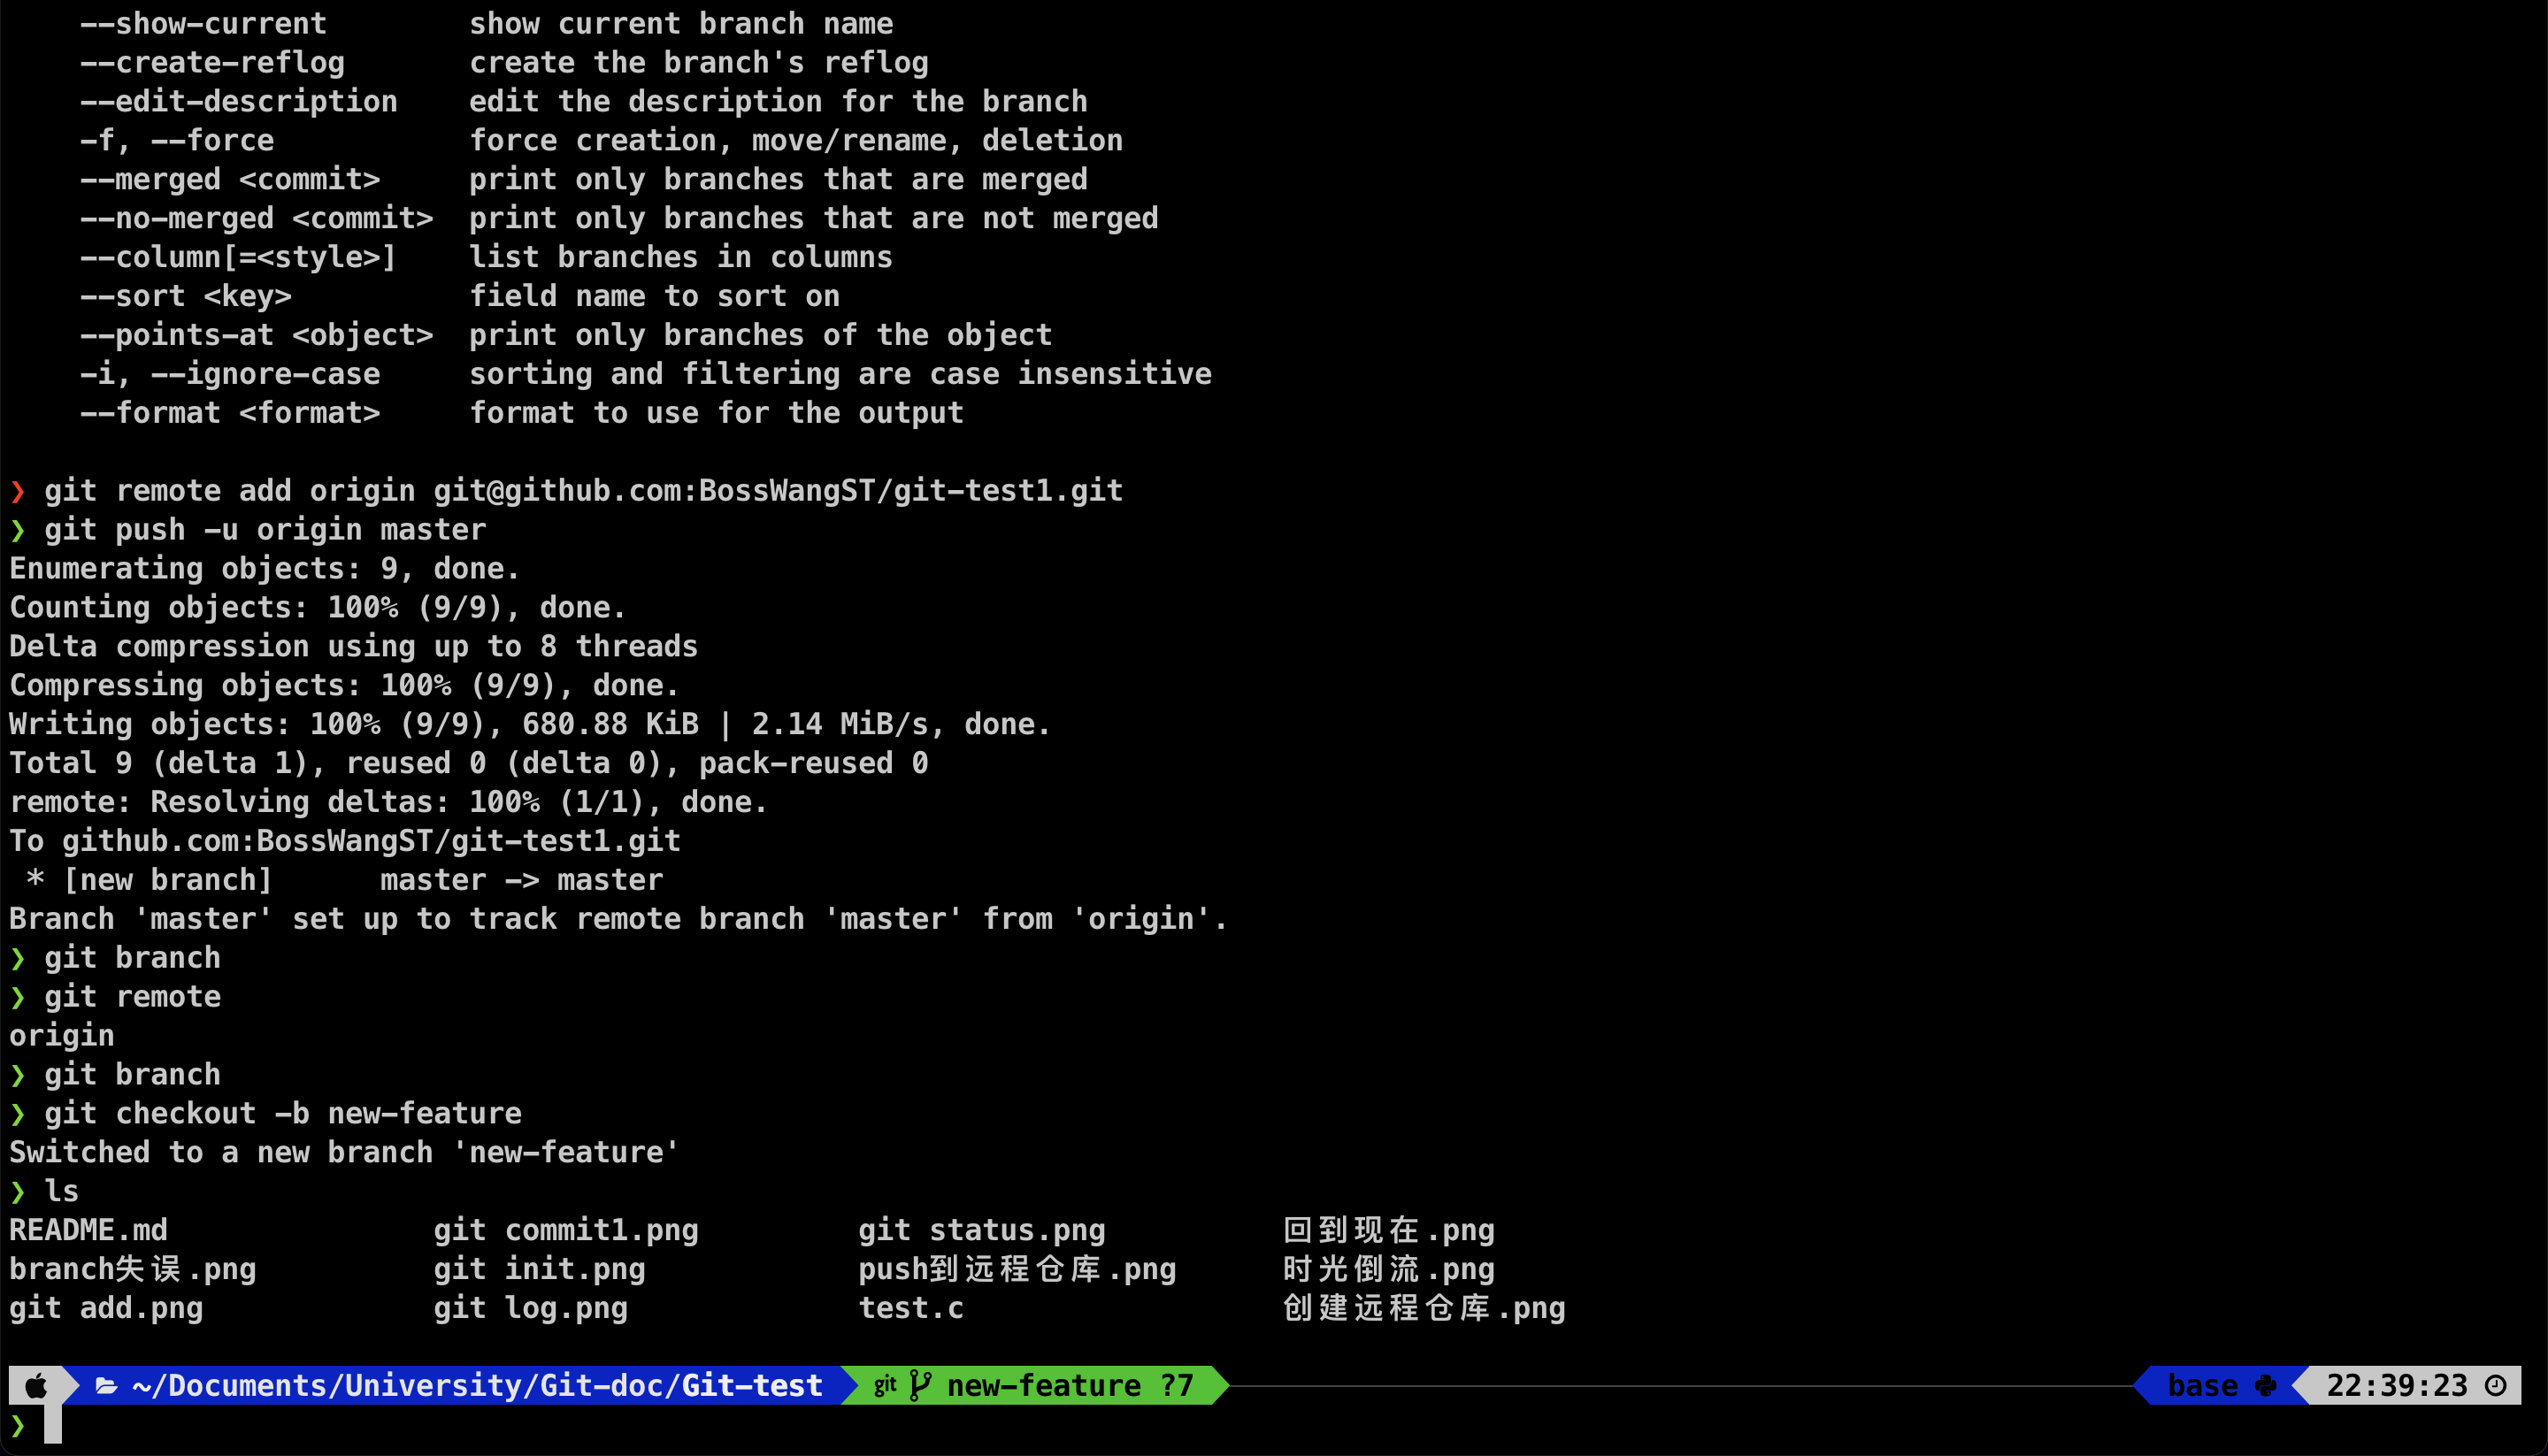 --show-current        show current branch name
--create-reflog       create the branch's reflog
--edit-description    edit the description for the branch
-f, --force           force creation, move/rename, deletion
--merged <commit>     print only branches that are merged
--no-merged <commit>  print only branches that are not merged
--column[=<style>]    list branches in columns
--sort <key>          field name to sort on
--points-at <object>  print only branches of the object
-i, --ignore-case     sorting and filtering are case insensitive
--format <format>     format to use for the output
❯ git remote add origin git@github.com:BossWangST/git-test1.git
❯ git push -u origin master
Enumerating objects: 9, done.
Counting objects: 100% (9/9), done.
Delta compression using up to 8 threads
Compressing objects: 100% (9/9), done.
Writing objects: 100% (9/9), 680.88 KiB | 2.14 MiB/s, done.
Total 9 (delta 1), reused 0 (delta 0), pack-reused 0
remote: Resolving deltas: 100% (1/1), done.
To github.com:BossWangST/git-test1.git
 * [new branch]      master -> master
Branch 'master' set up to track remote branch 'master' from 'origin'.
❯ git branch
❯ git remote
origin
❯ git branch
❯ git checkout -b new-feature
Switched to a new branch 'new-feature'
❯ ls
README.md               git commit1.png         git status.png          回到现在.png
branch失误.png          git init.png            push到远程仓库.png      时光倒流.png
git add.png             git log.png             test.c                  创建远程仓库.png
~/Documents/University/Git-doc/Git-test git new-feature ?7 base 22:39:23
❯